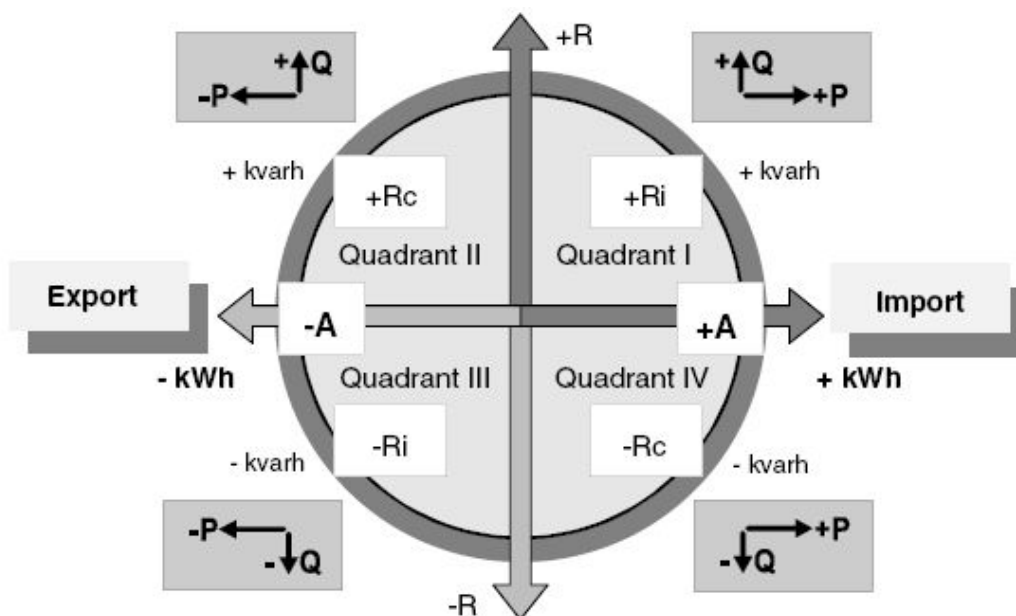 +R
+Q
-P
+Q
+P
+ kvarh
+Rc
+Ri
+ kvarh
Quadrant II
Quadrant I
Export
-A
+A
Import
- kWh
Quadrant III
Quadrant IV
+ kWh
- kvarh
-Ri
-Rc
- kvarh
-P
-Q
+P
-Q
-R